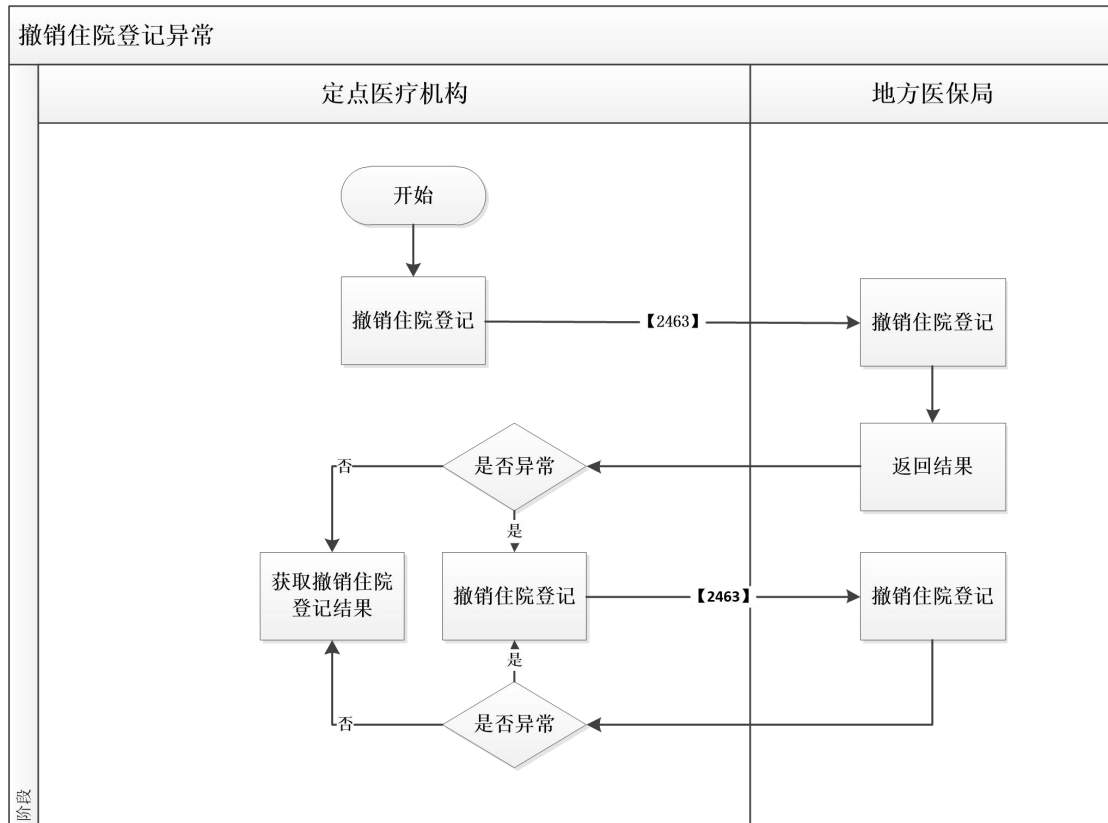 撤销住院登记异常
定点医疗机构
地方医保局
开始
撤销住院登记
【2463】
撤销住院登记
是否异常
返回结果
否
是
获取撤销住院
登记结果
撤销住院登记
【2463】
撤销住院登记
是
是否异常
否
阶段